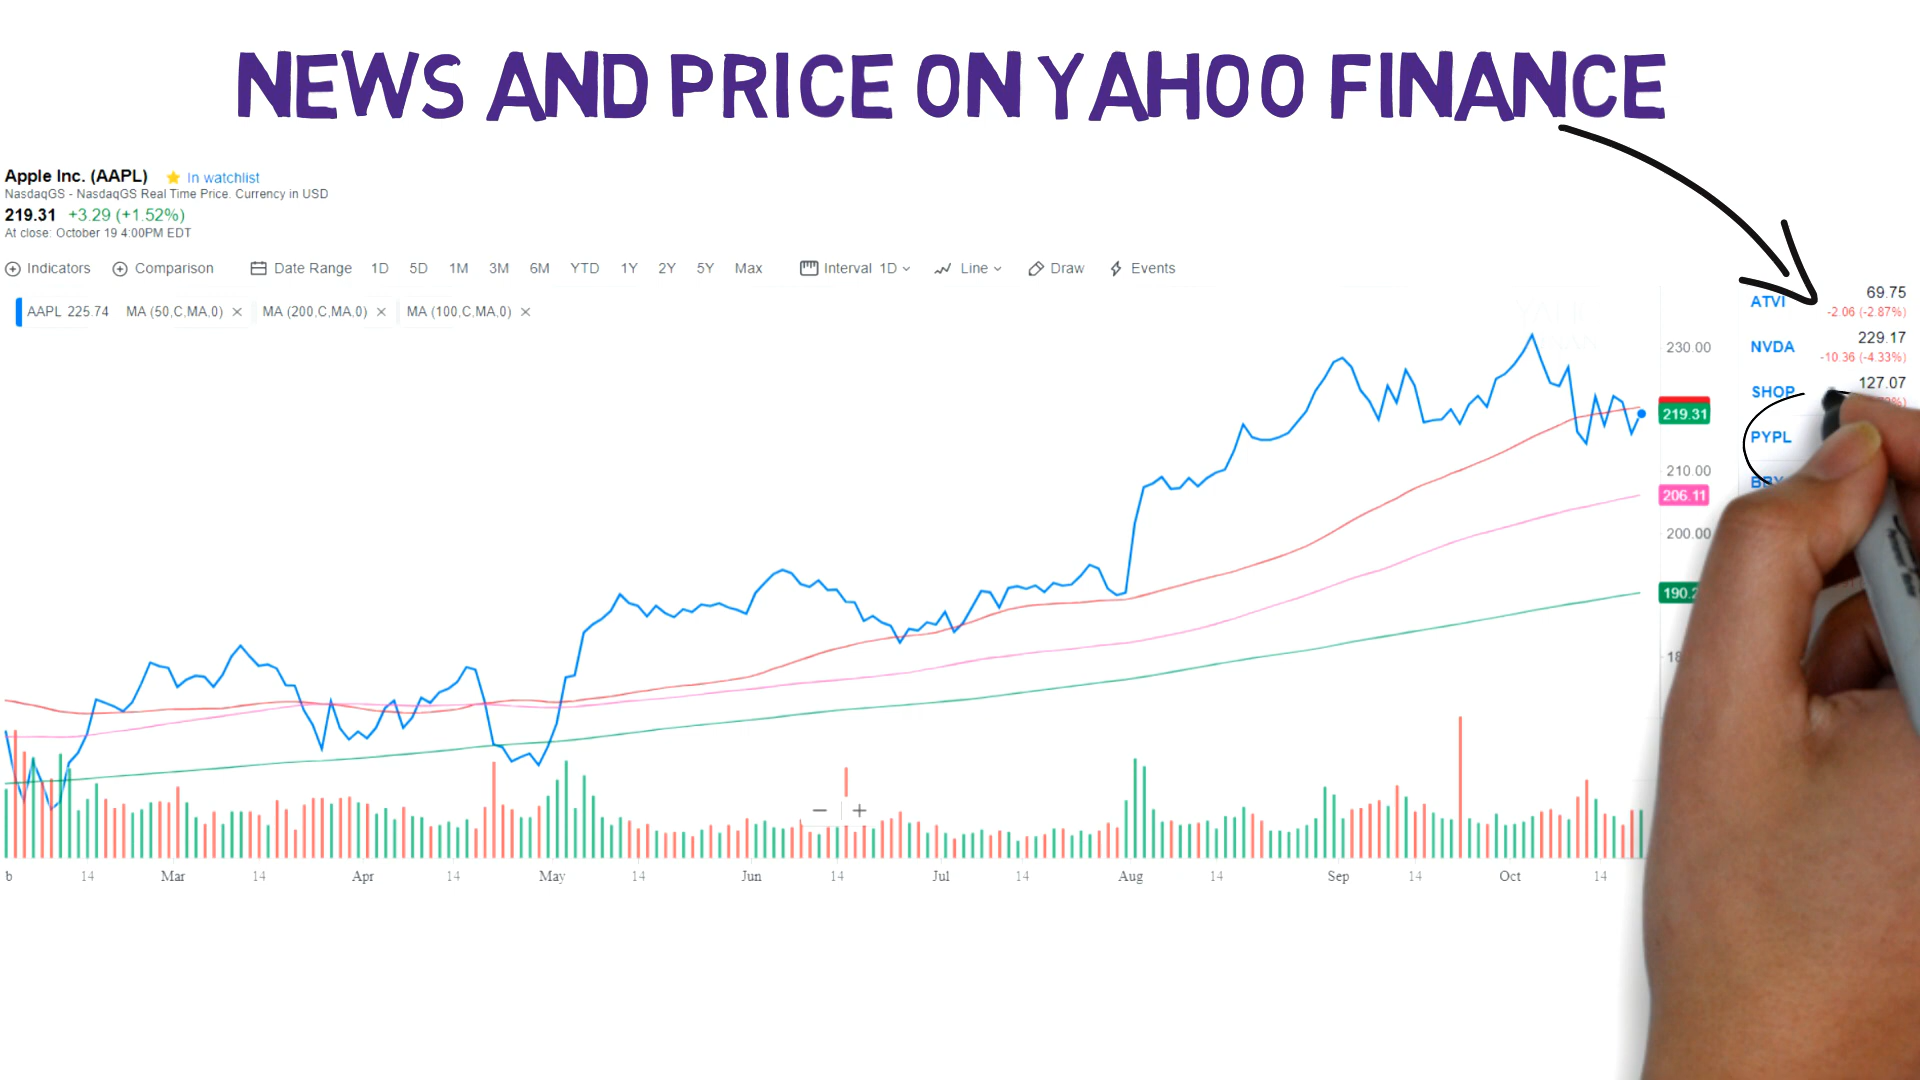 NEWS AND PRICE ON YAHOO FINANCE
Apple Inc. (AAPL) In watchlist
NasdaqGS - NasdaqGS Real Time Price. Currency in USD
219.31 +3.29 (+1.52%)
At close: October 19 4:00PM EDT
Indicators Comparison Date Range 1D 5D 1M 3M 6M YTD 1Y 2Y 5Y Max Interval 1D Line Draw Events
AAPL 225.74 MA (50,C,MA,0) × MA (200,C,MA,0) × MA (100,C,MA,0) ×
69.75
ATVI
-2.06 (-2.87%)
229.17
NVDA
-10.36 (-4.33%)
127.07
SHOP
PYPL
230.00
219.31
210.00
206.11
200.00
b 14 Mar 14 Apr 14 May 14 Jun 14 Jul 14 Aug 14 Sep 14 Oct 14